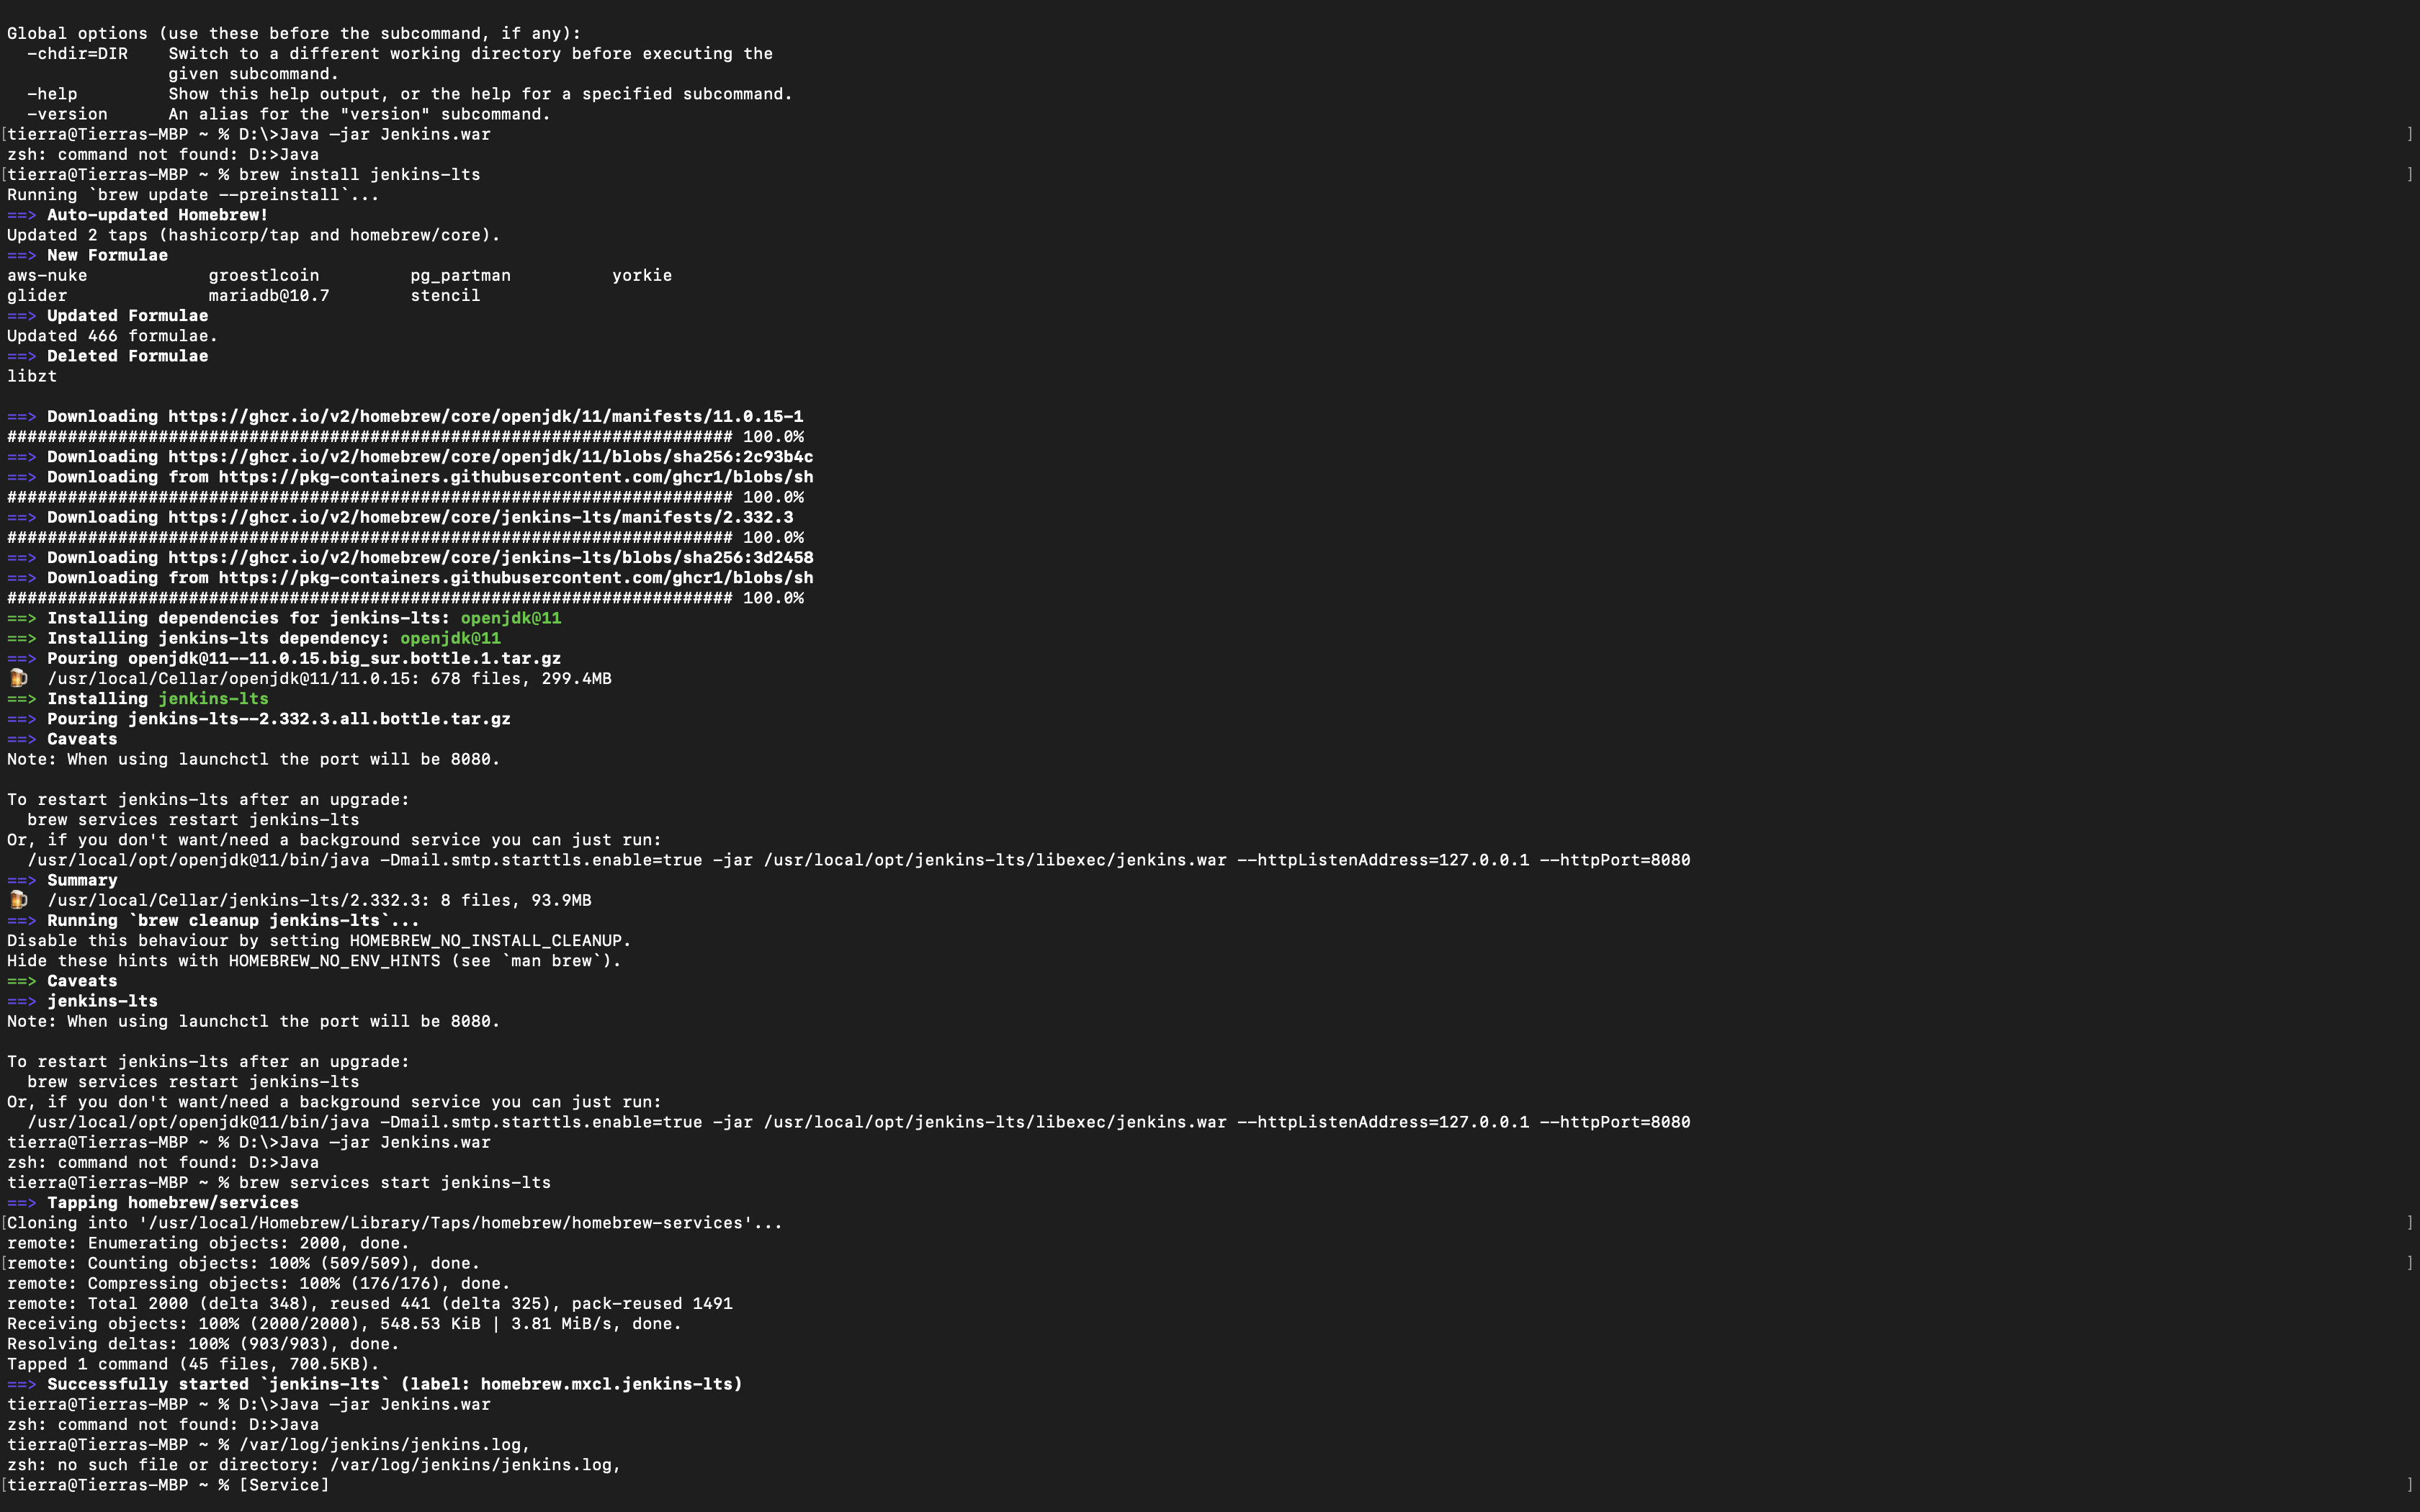 Global options (use these before the subcommand, if any):
  -chdir=DIR    Switch to a different working directory before executing the
                given subcommand.
  -help         Show this help output, or the help for a specified subcommand.
  -version      An alias for the "version" subcommand.
[tierra@Tierras-MBP ~ % D:\>Java –jar Jenkins.war ]
zsh: command not found: D:>Java
[tierra@Tierras-MBP ~ % brew install jenkins-lts ]
Running `brew update --preinstall`...
==> Auto-updated Homebrew!
Updated 2 taps (hashicorp/tap and homebrew/core).
==> New Formulae
aws-nuke            groestlcoin         pg_partman          yorkie
glider              mariadb@10.7        stencil
==> Updated Formulae
Updated 466 formulae.
==> Deleted Formulae
libzt

==> Downloading https://ghcr.io/v2/homebrew/core/openjdk/11/manifests/11.0.15-1
######################################################################## 100.0%
==> Downloading https://ghcr.io/v2/homebrew/core/openjdk/11/blobs/sha256:2c93b4c
==> Downloading from https://pkg-containers.githubusercontent.com/ghcr1/blobs/sh
######################################################################## 100.0%
==> Downloading https://ghcr.io/v2/homebrew/core/jenkins-lts/manifests/2.332.3
######################################################################## 100.0%
==> Downloading https://ghcr.io/v2/homebrew/core/jenkins-lts/blobs/sha256:3d2458
==> Downloading from https://pkg-containers.githubusercontent.com/ghcr1/blobs/sh
######################################################################## 100.0%
==> Installing dependencies for jenkins-lts: openjdk@11
==> Installing jenkins-lts dependency: openjdk@11
==> Pouring openjdk@11--11.0.15.big_sur.bottle.1.tar.gz
🍺  /usr/local/Cellar/openjdk@11/11.0.15: 678 files, 299.4MB
==> Installing jenkins-lts
==> Pouring jenkins-lts--2.332.3.all.bottle.tar.gz
==> Caveats
Note: When using launchctl the port will be 8080.

To restart jenkins-lts after an upgrade:
  brew services restart jenkins-lts
Or, if you don't want/need a background service you can just run:
  /usr/local/opt/openjdk@11/bin/java -Dmail.smtp.starttls.enable=true -jar /usr/local/opt/jenkins-lts/libexec/jenkins.war --httpListenAddress=127.0.0.1 --httpPort=8080
==> Summary
🍺  /usr/local/Cellar/jenkins-lts/2.332.3: 8 files, 93.9MB
==> Running `brew cleanup jenkins-lts`...
Disable this behaviour by setting HOMEBREW_NO_INSTALL_CLEANUP.
Hide these hints with HOMEBREW_NO_ENV_HINTS (see `man brew`).
==> Caveats
==> jenkins-lts
Note: When using launchctl the port will be 8080.

To restart jenkins-lts after an upgrade:
  brew services restart jenkins-lts
Or, if you don't want/need a background service you can just run:
  /usr/local/opt/openjdk@11/bin/java -Dmail.smtp.starttls.enable=true -jar /usr/local/opt/jenkins-lts/libexec/jenkins.war --httpListenAddress=127.0.0.1 --httpPort=8080
tierra@Tierras-MBP ~ % D:\>Java –jar Jenkins.war
zsh: command not found: D:>Java
tierra@Tierras-MBP ~ % brew services start jenkins-lts
==> Tapping homebrew/services
[Cloning into '/usr/local/Homebrew/Library/Taps/homebrew/homebrew-services'... ]
remote: Enumerating objects: 2000, done.
[remote: Counting objects: 100% (509/509), done. ]
remote: Compressing objects: 100% (176/176), done.
remote: Total 2000 (delta 348), reused 441 (delta 325), pack-reused 1491
Receiving objects: 100% (2000/2000), 548.53 KiB | 3.81 MiB/s, done.
Resolving deltas: 100% (903/903), done.
Tapped 1 command (45 files, 700.5KB).
==> Successfully started `jenkins-lts` (label: homebrew.mxcl.jenkins-lts)
tierra@Tierras-MBP ~ % D:\>Java –jar Jenkins.war
zsh: command not found: D:>Java
tierra@Tierras-MBP ~ % /var/log/jenkins/jenkins.log,
zsh: no such file or directory: /var/log/jenkins/jenkins.log,
[tierra@Tierras-MBP ~ % [Service] ]